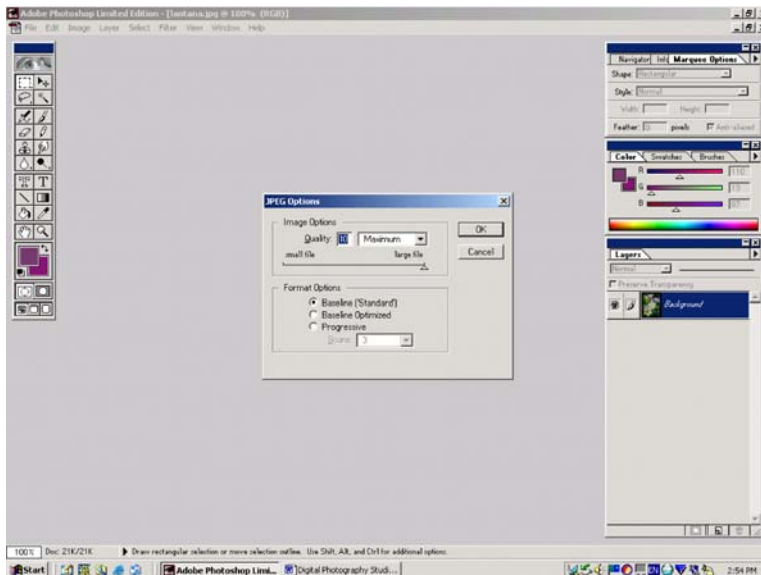 Adobe Photoshop Limited Edition - [lantana.jpg @ 100% (RGB)]
File Edit Image Layer Select Filter View Window Help
Navigator Info Marquee Options
Shape: Rectangular
Style: Normal
Width: Height:
Feather: 0 pixels Anti-aliased
Color Swatches Brushes
R 110
G 13
B
Layers
Normal
Preserve Transparency
Background
JPEG Options
Image Options
Quality: 10 Maximum
small file large file
OK
Cancel
Format Options
Baseline ('Standard')
Baseline Optimized
Progressive
Scans: 3
T
100% Doc: 21K/21K Draw rectangular selection or move selection outline. Use Shift, Alt, and Ctrl for additional options.
Start Adobe Photoshop Limi... Digital Photography Studi... 2:54 PM